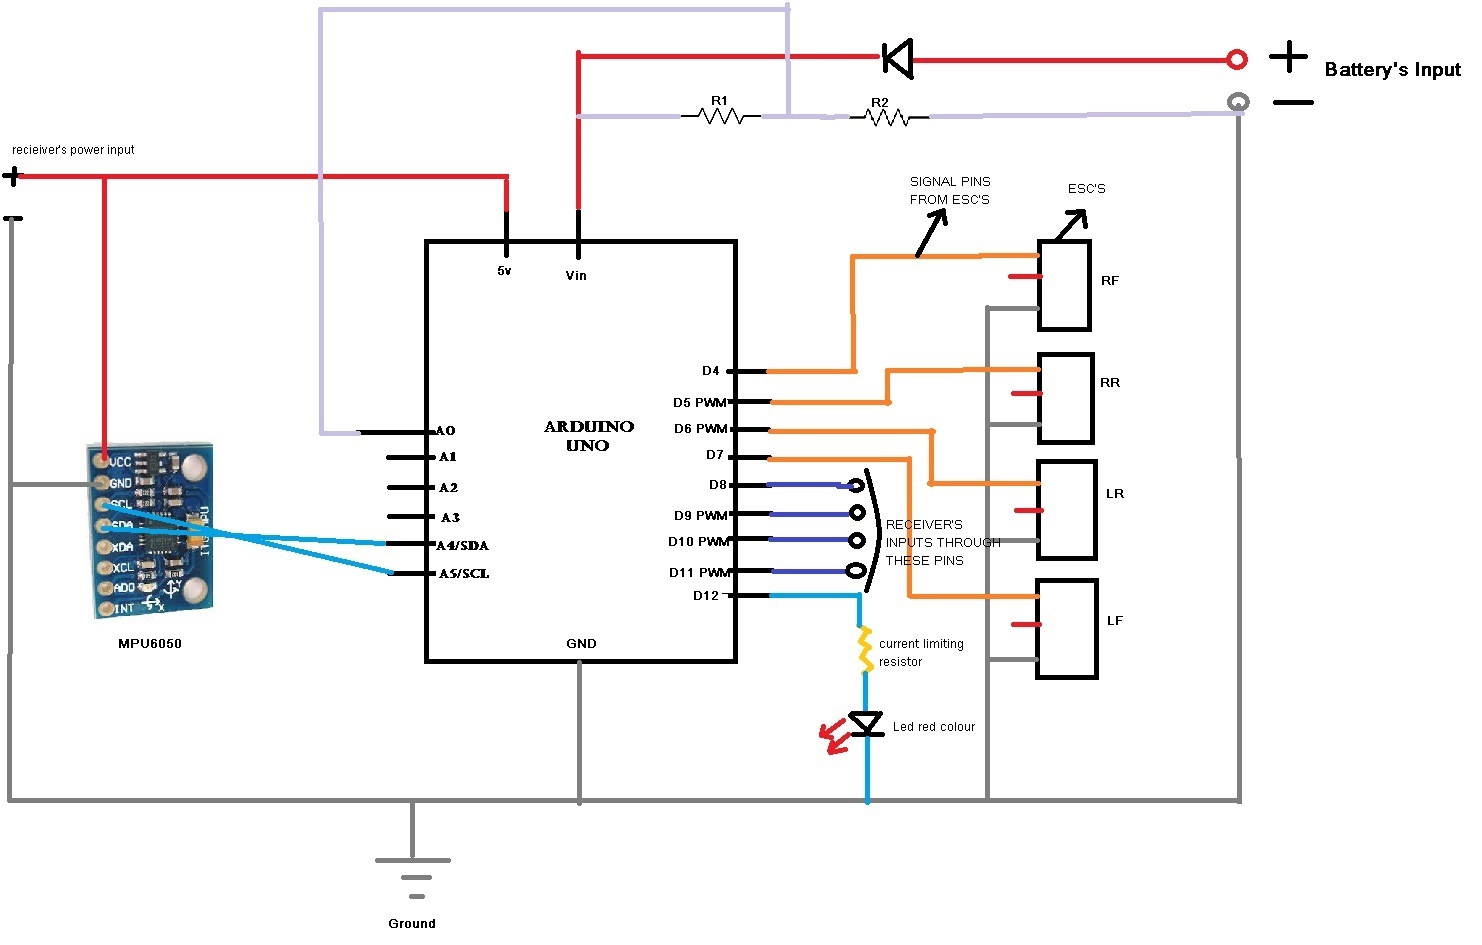 R1
R2
Battery's Input
recieiver's power input
SIGNAL PINS
FROM ESC'S
ESC'S
5v
Vin
RF
D4
RR
D5 PWM
ARDUINO
UNO
A0
D6 PWM
A1
D7
VCC
GND
A2
D8
LR
SCL
A3
D9 PWM
RECEIVER'S
INPUTS THROUGH
THESE PINS
SDA
XDA
A4/SDA
D10 PWM
XCL
A5/SCL
D11 PWM
ADO
D12
INT
LF
MPU6050
GND
current limiting
resistor
Led red colour
Ground